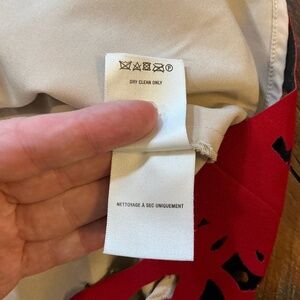 DRY CLEAN ONLY
NETTOYAGE À SEC UNIQUEMENT